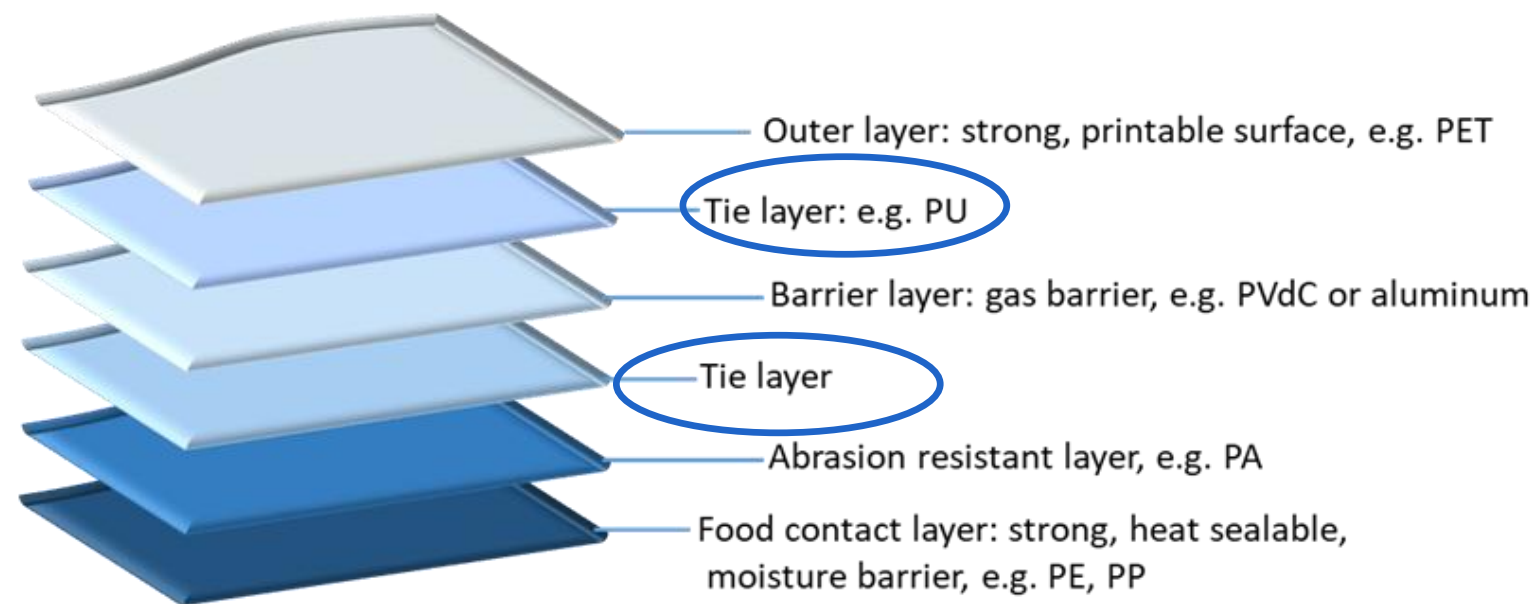 Outer layer: strong, printable surface, e.g. PET
Tie layer: e.g. PU
Barrier layer: gas barrier, e.g. PVdC or aluminum
Tie layer
Abrasion resistant layer, e.g. PA
Food contact layer: strong, heat sealable,
moisture barrier, e.g. PE, PP